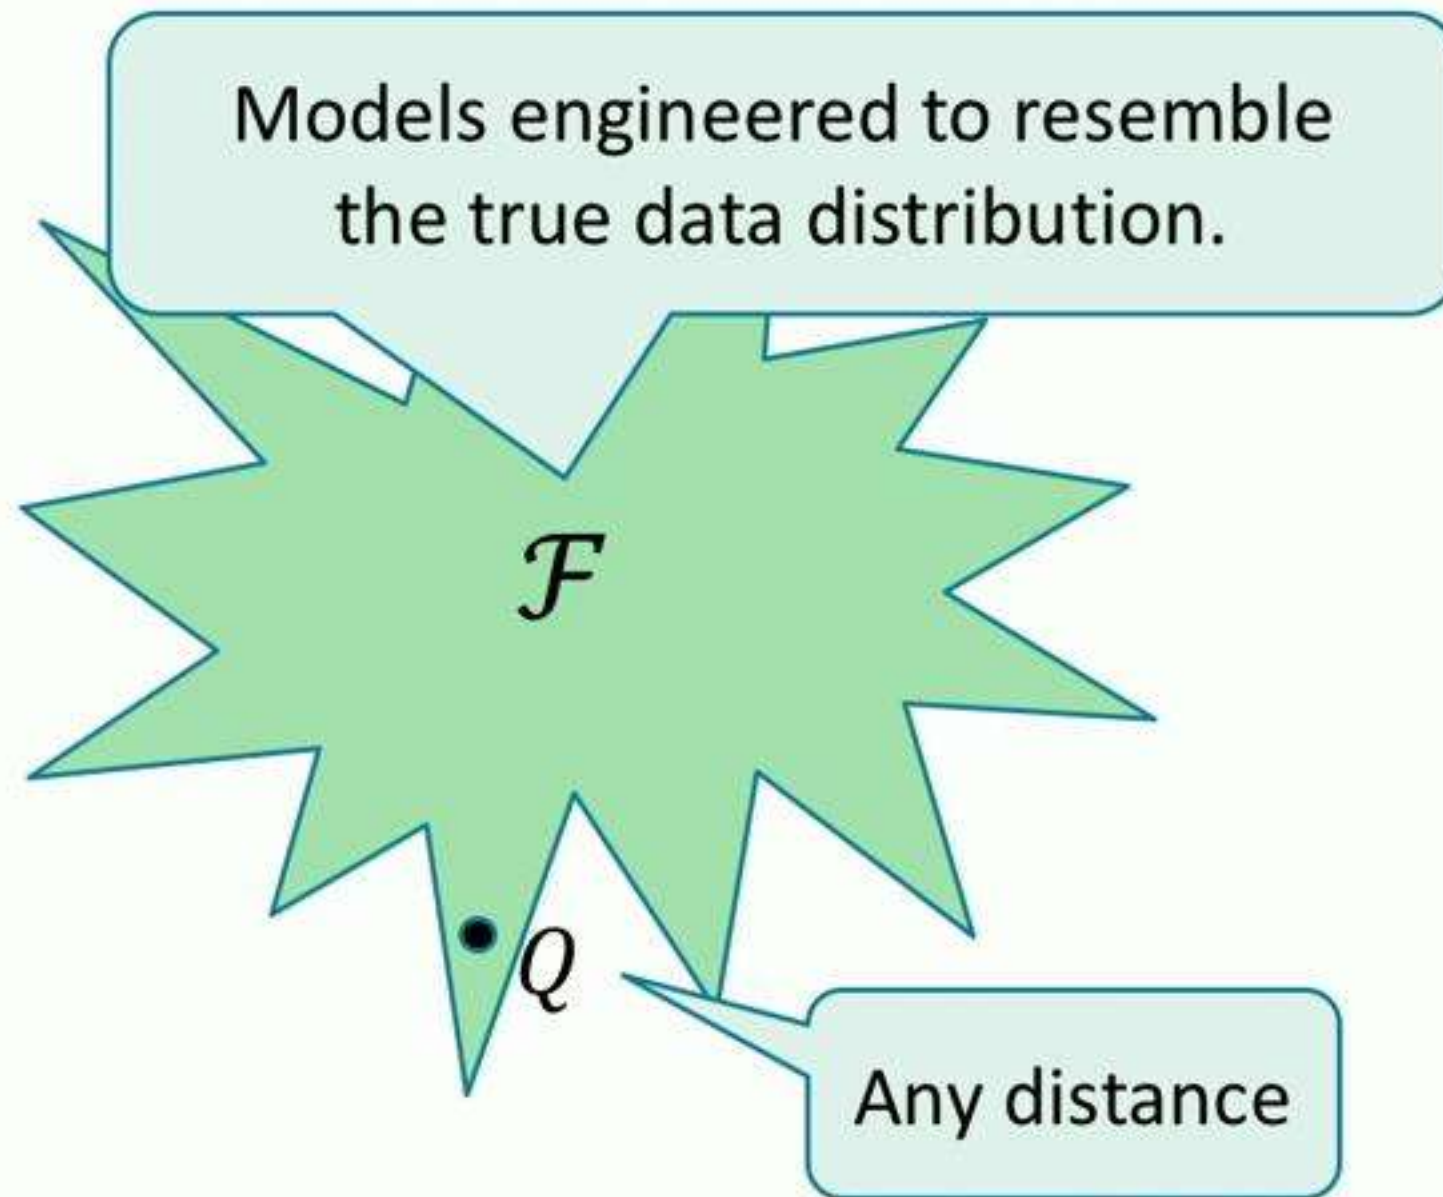 Models engineered to resemble
the true data distribution.
ℱ
Q
Any distance